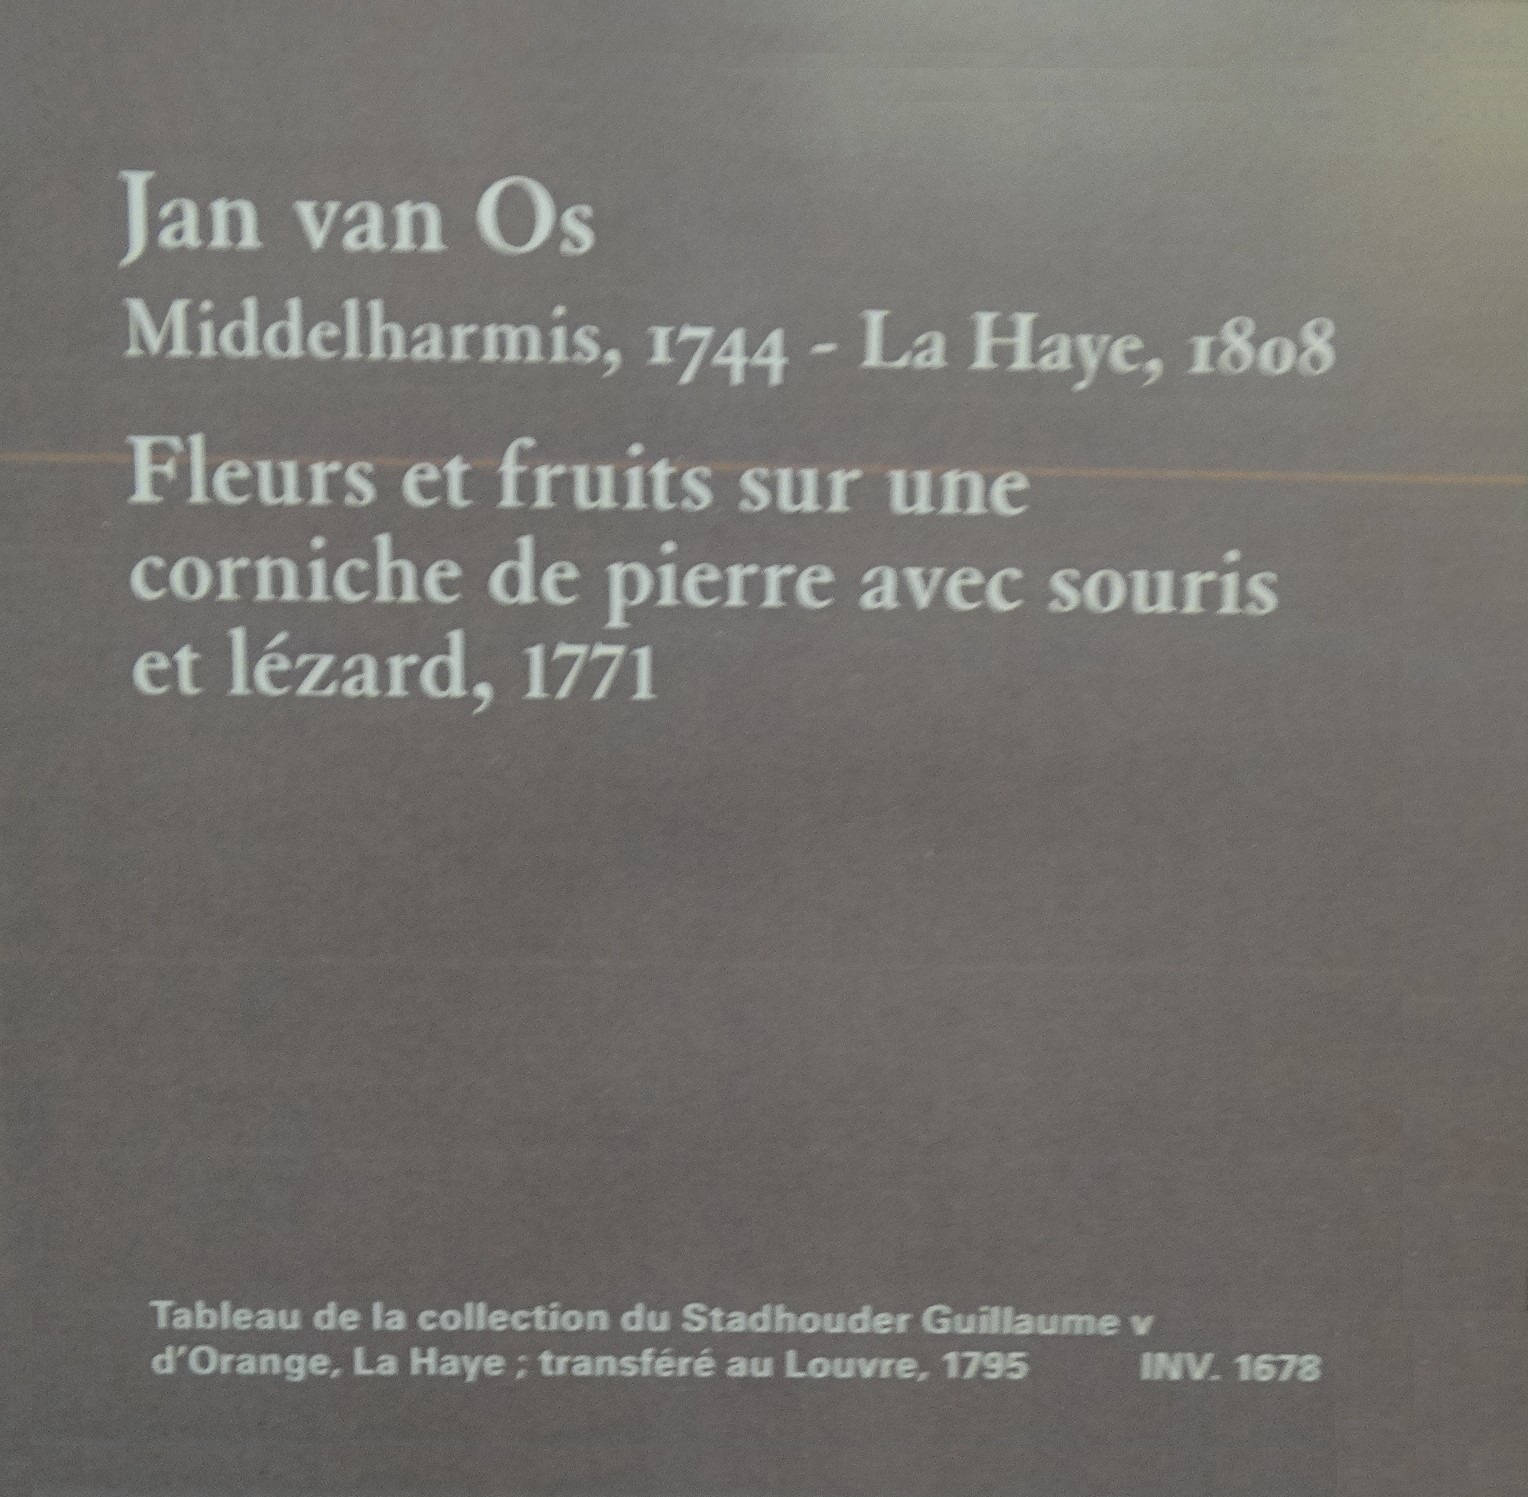 Jan van Os
Middelharmis, 1744 - La Haye, 1808
Fleurs et fruits sur une
corniche de pierre avec souris
et lézard, 1771
Tableau de la collection du Stadhouder Guillaume v
d'Orange, La Haye ; transféré au Louvre, 1795 INV. 1678